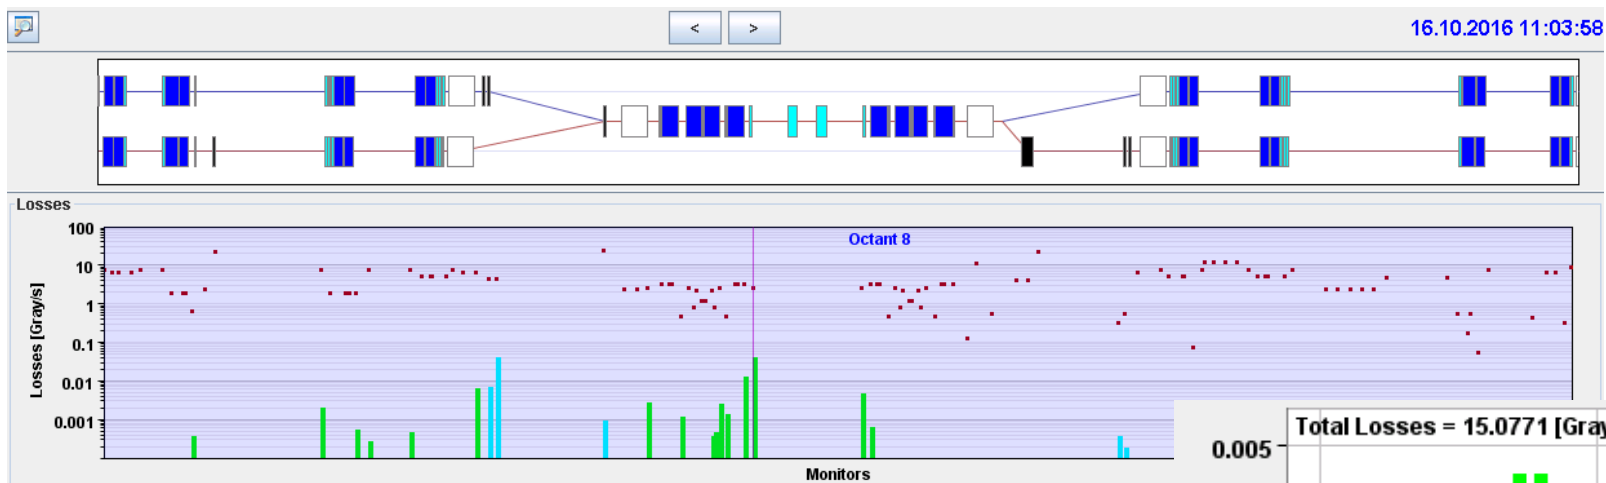 < >
16.10.2016 11:03:58
Losses
Octant 8
Losses [Gray/s]
100
10
1
0.1
0.01
0.001
Monitors
Total Losses = 15.0771 [Gray
0.005